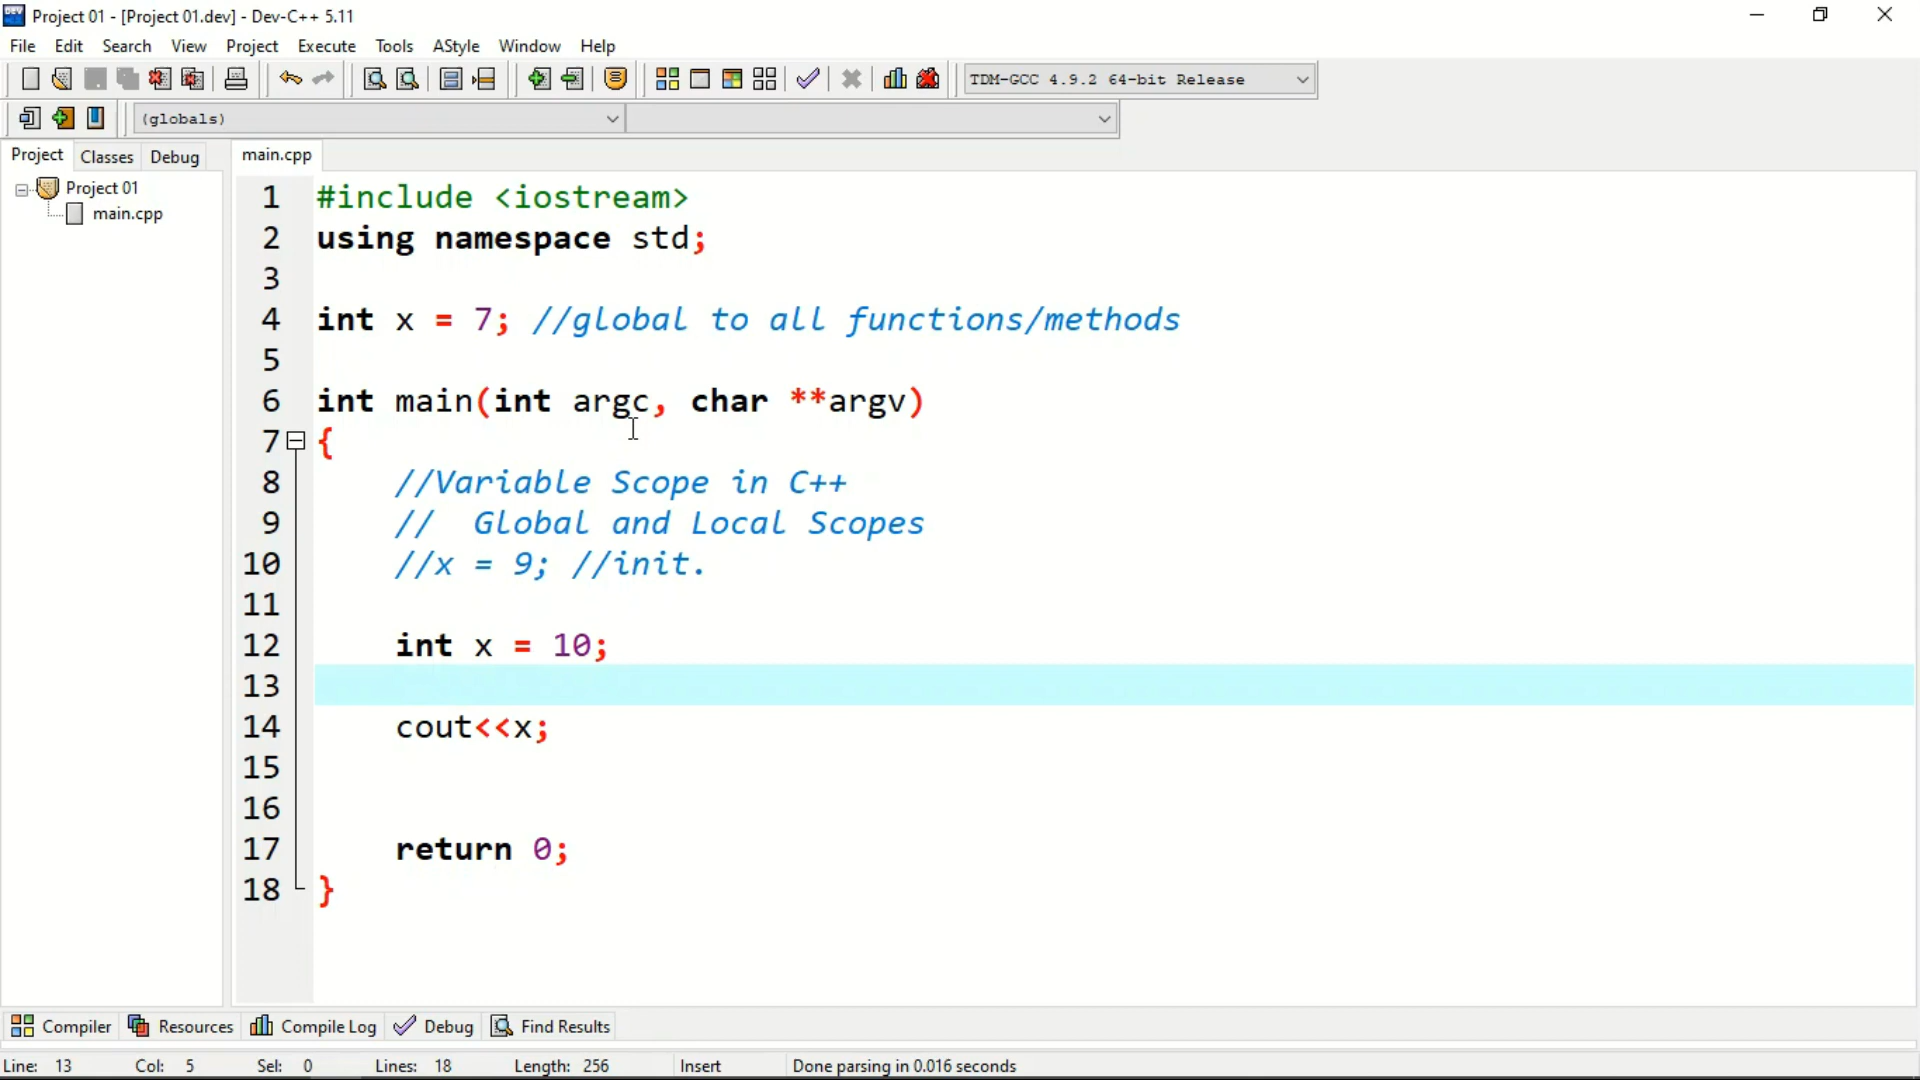 Project 01 - [Project 01.dev] - Dev-C++ 5.11
File Edit Search View Project Execute Tools AStyle Window Help
TDM-GCC 4.9.2 64-bit Release
(globals)
Project Classes Debug main.cpp
Project 01
main.cpp
1 #include <iostream>
2 using namespace std;
3
4 int x = 7; //global to all functions/methods
5
6 int main(int argc, char **argv)
7 {
8 //Variable Scope in C++
9 //  Global and Local Scopes
10 //x = 9; //init.
11
12 int x = 10;
13
14 cout<<x;
15
16
17 return 0;
18 }
Compiler Resources Compile Log Debug Find Results
Line: 13 Col: 5 Sel: 0 Lines: 18 Length: 256 Insert Done parsing in 0.016 seconds